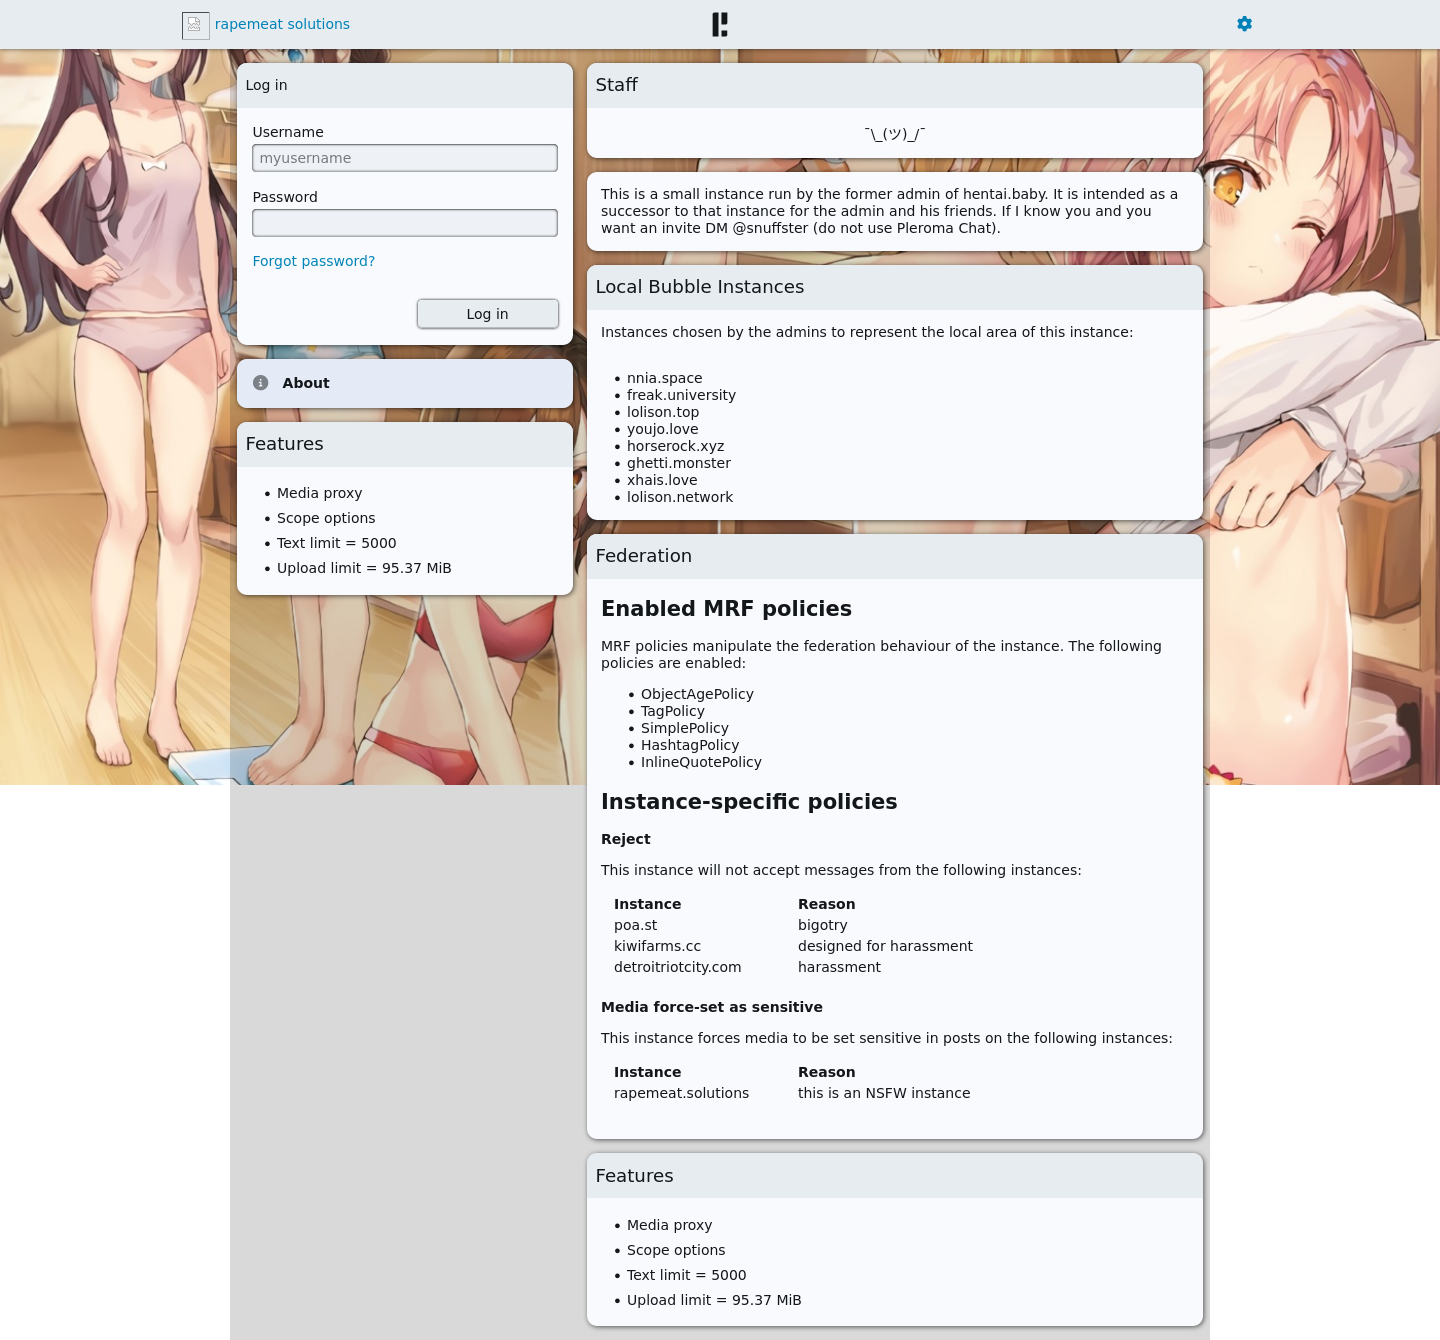 rapemeat solutions
Log in
Username
myusername
Password
Forgot password?
Log in
About
Features
Media proxy
Scope options
Text limit = 5000
Upload limit = 95.37 MiB
Staff
¯\_(ツ)_/¯
This is a small instance run by the former admin of hentai.baby. It is intended as a
successor to that instance for the admin and his friends. If I know you and you
want an invite DM @snuffster (do not use Pleroma Chat).
Local Bubble Instances
Instances chosen by the admins to represent the local area of this instance:
nnia.space
freak.university
lolison.top
youjo.love
horserock.xyz
ghetti.monster
xhais.love
lolison.network
Federation
Enabled MRF policies
MRF policies manipulate the federation behaviour of the instance. The following
policies are enabled:
ObjectAgePolicy
TagPolicy
SimplePolicy
HashtagPolicy
InlineQuotePolicy
Instance-specific policies
Reject
This instance will not accept messages from the following instances:
Instance Reason
poa.st bigotry
kiwifarms.cc designed for harassment
detroitriotcity.com harassment
Media force-set as sensitive
This instance forces media to be set sensitive in posts on the following instances:
Instance Reason
rapemeat.solutions this is an NSFW instance
Features
Media proxy
Scope options
Text limit = 5000
Upload limit = 95.37 MiB